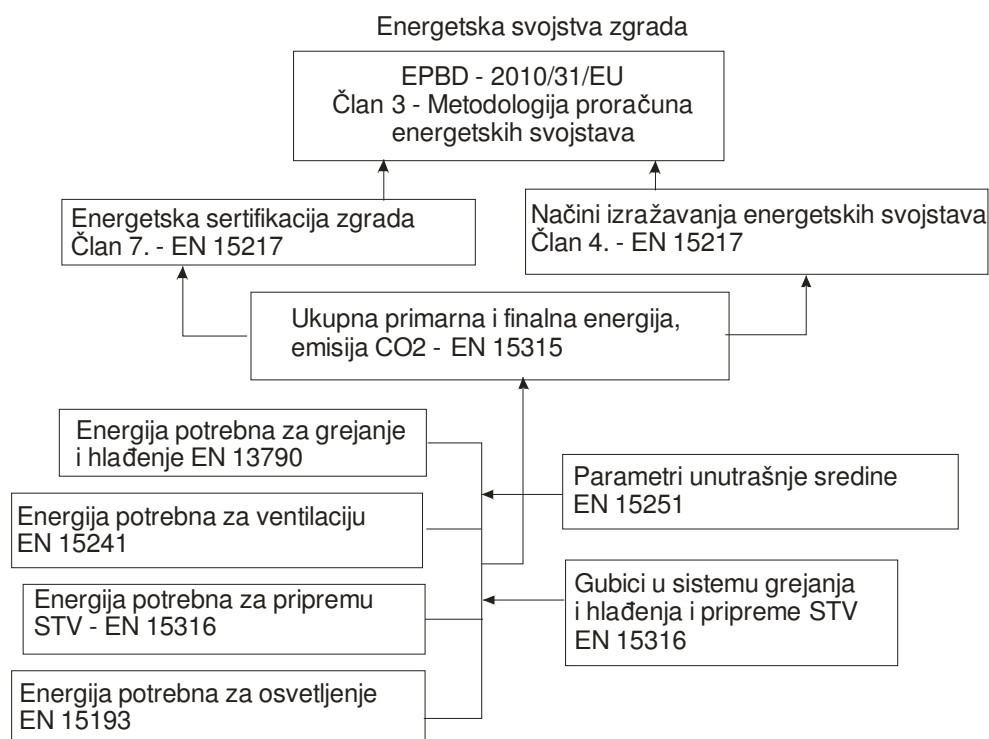 Energetska svojstva zgrada
EPBD - 2010/31/EU
Član 3 - Metodologija proračuna
energetskih svojstava
Energetska sertifikacija zgrada
Član 7. - EN 15217
Načini izražavanja energetskih svojstava
Član 4. - EN 15217
Ukupna primarna i finalna energija,
emisija CO2 - EN 15315
Energija potrebna za grejanje
i hlađenje EN 13790
Parametri unutrašnje sredine
EN 15251
Energija potrebna za ventilaciju
EN 15241
Gubici u sistemu grejanja
i hlađenja i pripreme STV
EN 15316
Energija potrebna za pripremu
STV - EN 15316
Energija potrebna za osvetljenje
EN 15193